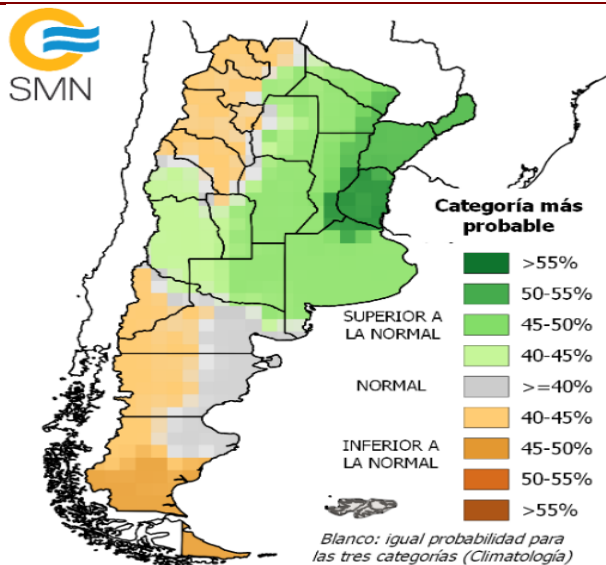 SMN
Categoría más
probable
>55%
50-55%
SUPERIOR A
LA NORMAL
45-50%
40-45%
NORMAL
>=40%
40-45%
INFERIOR A
LA NORMAL
45-50%
50-55%
>55%
Blanco: igual probabilidad para
las tres categorías (Climatología)